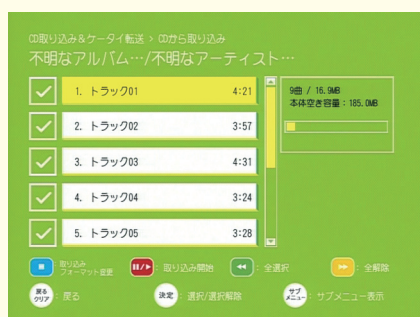 CD取り込み&ケータイ転送 > CDから取り込み
不明なアルバム…/不明なアーティスト…
1. トラック01 4:21
2. トラック02 3:57
3. トラック03 4:31
4. トラック04 3:24
5. トラック05 3:28
9曲 / 16.9MB
本体空き容量：185.0MB
取り込みフォーマット変更
：取り込み開始
：全選択
：全解除
戻るクリア：戻る
決定：選択/選択解除
サブメニュー：サブメニュー表示